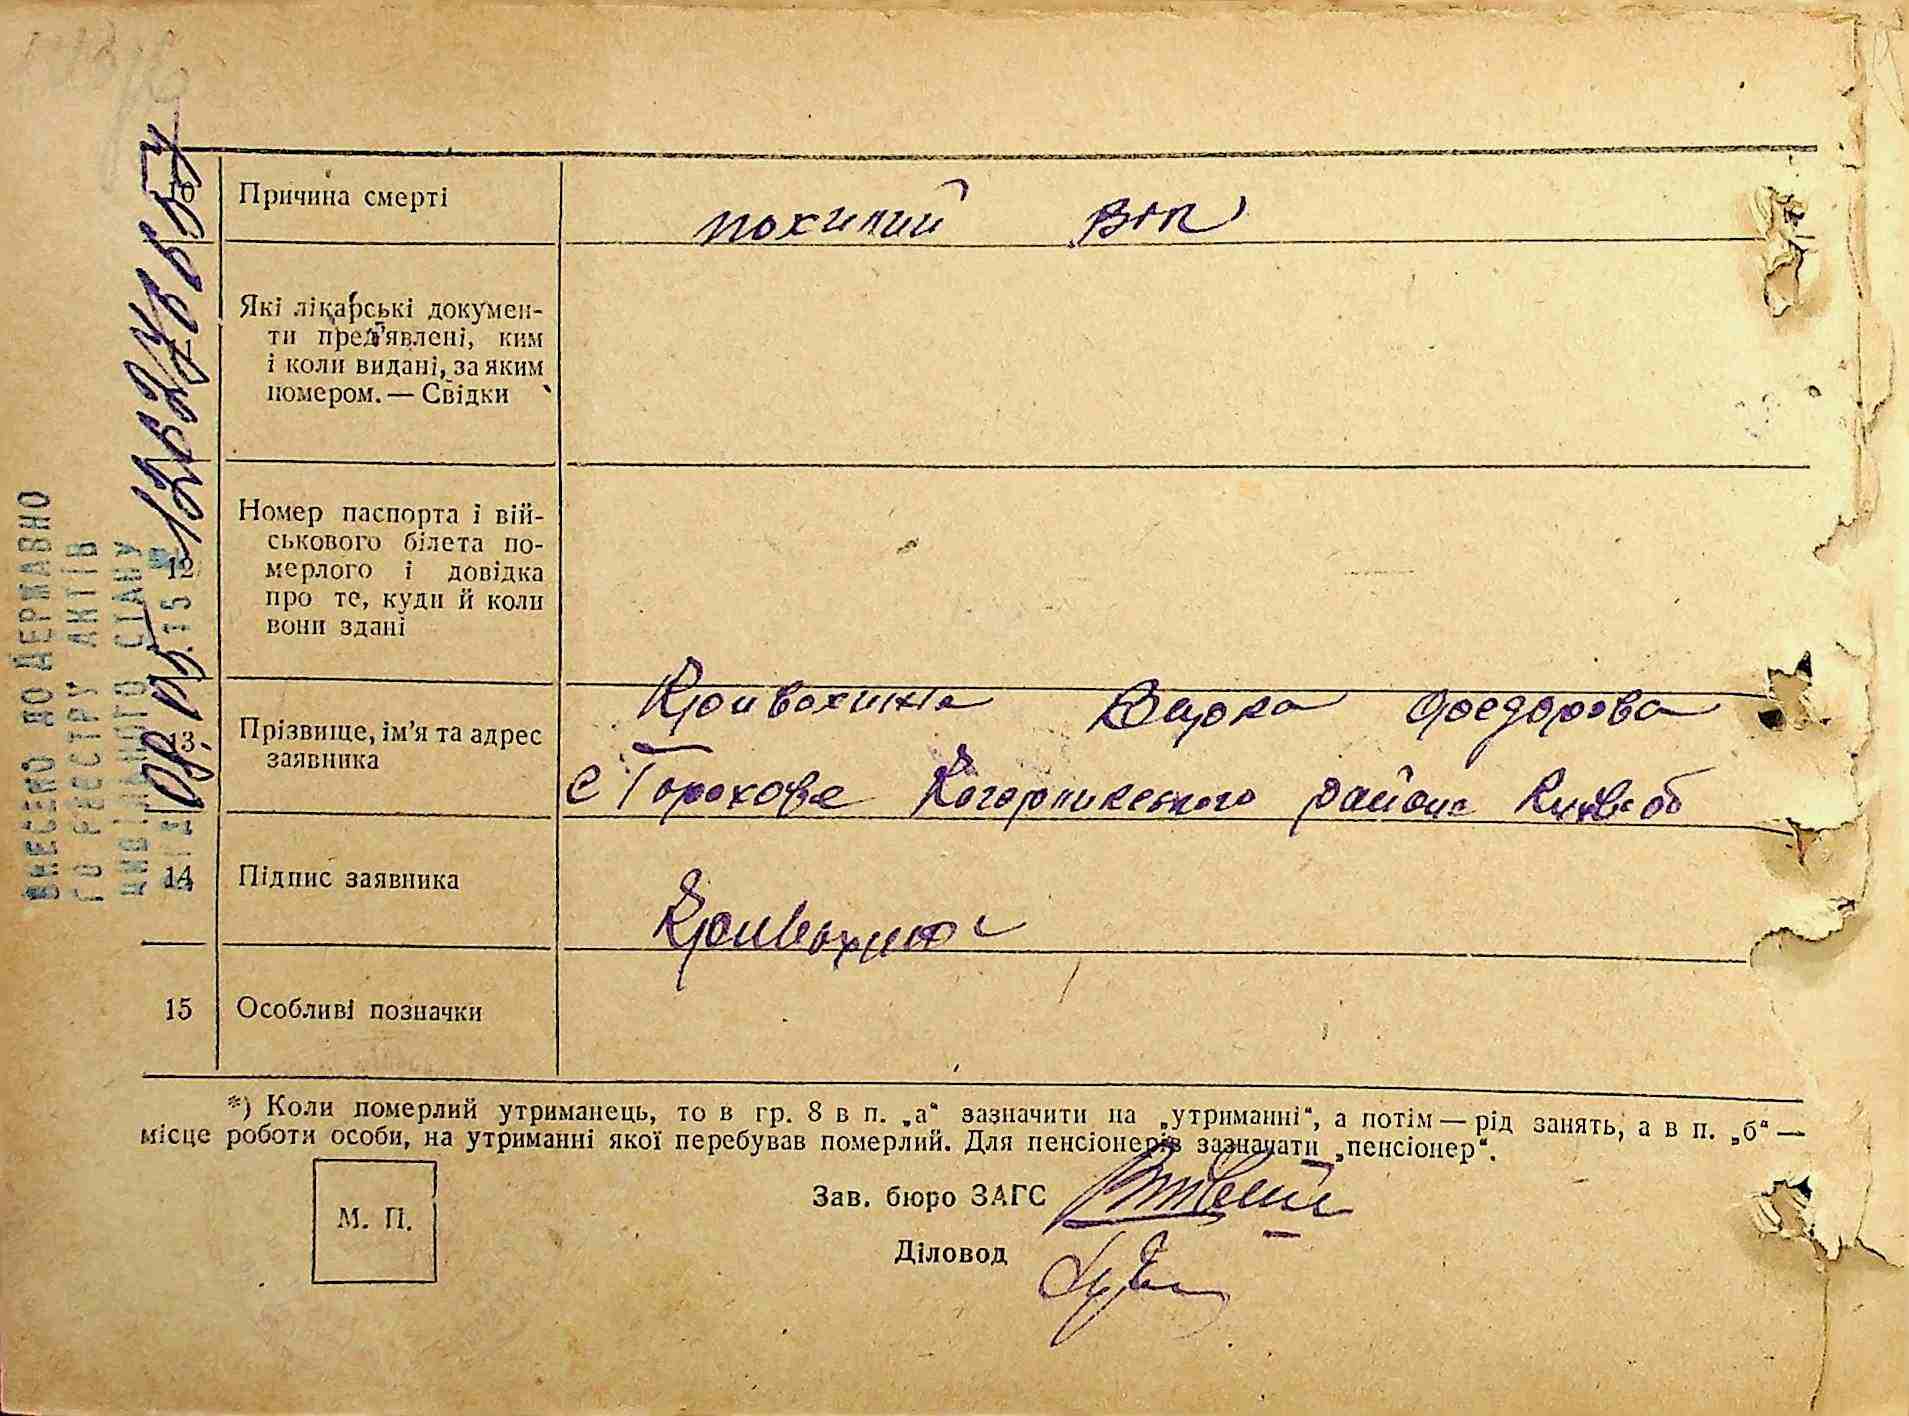 10
Причина смерті
похилий вік
Які лікарські докумен-
ти пред'явлені, ким
і коли видані, за яким
номером. — Свідки
12
Номер паспорта і вій-
ськового білета по-
мерлого і довідка
про те, куди й коли
вони здані
13
Прізвище, ім'я та адрес
заявника
Кривохижа Федорова
с Горохове Кагарлицького района Київ об
14
Підпис заявника
Кривохижа
15
Особливі позначки
*) Коли померлий утриманець, то в гр. 8 в п. „а“ зазначити на „утриманні“, а потім — рід занять, а в п. „б“ —
місце роботи особи, на утриманні якої перебував померлий. Для пенсіонерів зазначати „пенсіонер“.
М. П.
Зав. бюро ЗАГС
Діловод
ВНЕСЕНО ДО ДЕРЖАВНО
ГО РЕЄСТРУ АКТІВ
ЦИВІЛЬНОГО СТАНУ